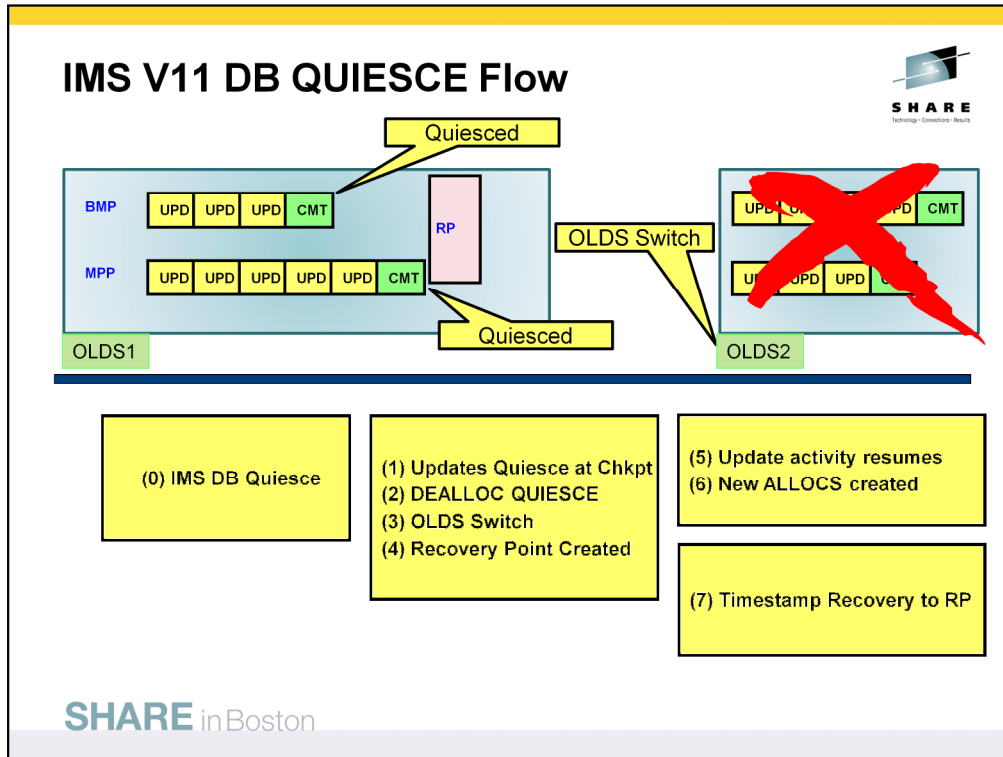 IMS V11 DB QUIESCE Flow
SHARE
Technology • Connections • Results
Quiesced
BMP
UPD UPD UPD CMT
RP
MPP
UPD UPD UPD UPD UPD CMT
Quiesced
OLDS1
OLDS Switch
UPD UPD CMT
UPD UPD
OLDS2
(0) IMS DB Quiesce
(1) Updates Quiesce at Chkpt
(2) DEALLOC QUIESCE
(3) OLDS Switch
(4) Recovery Point Created
(5) Update activity resumes
(6) New ALLOCS created
(7) Timestamp Recovery to RP
SHARE in Boston